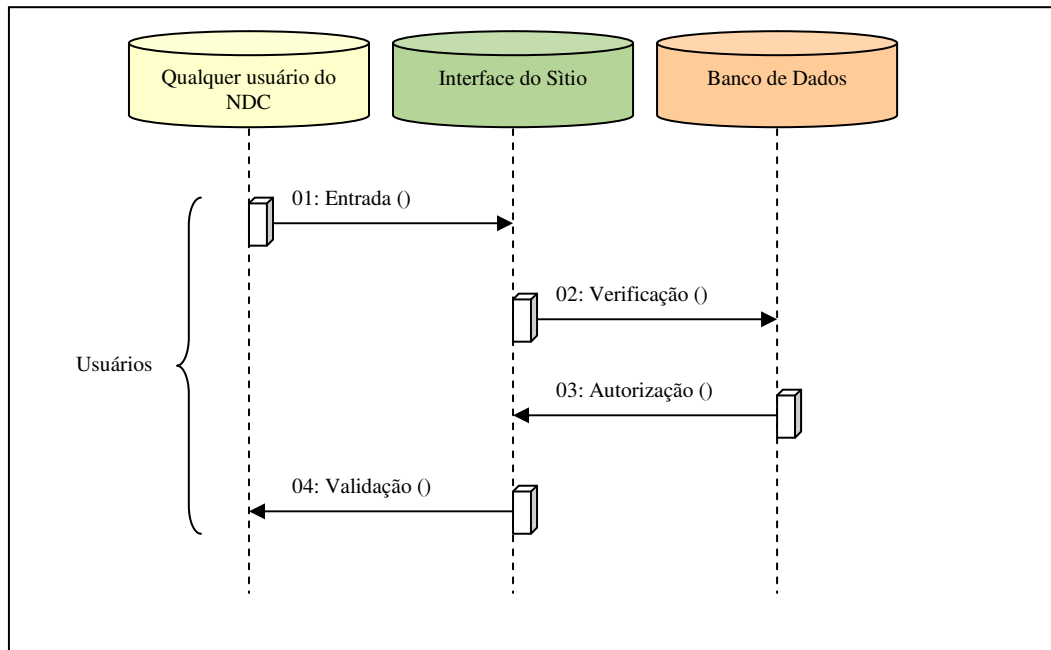 Qualquer usuário do
NDC
Interface do Sìtio
Banco de Dados
01: Entrada ()
02: Verificação ()
Usuários
03: Autorização ()
04: Validação ()